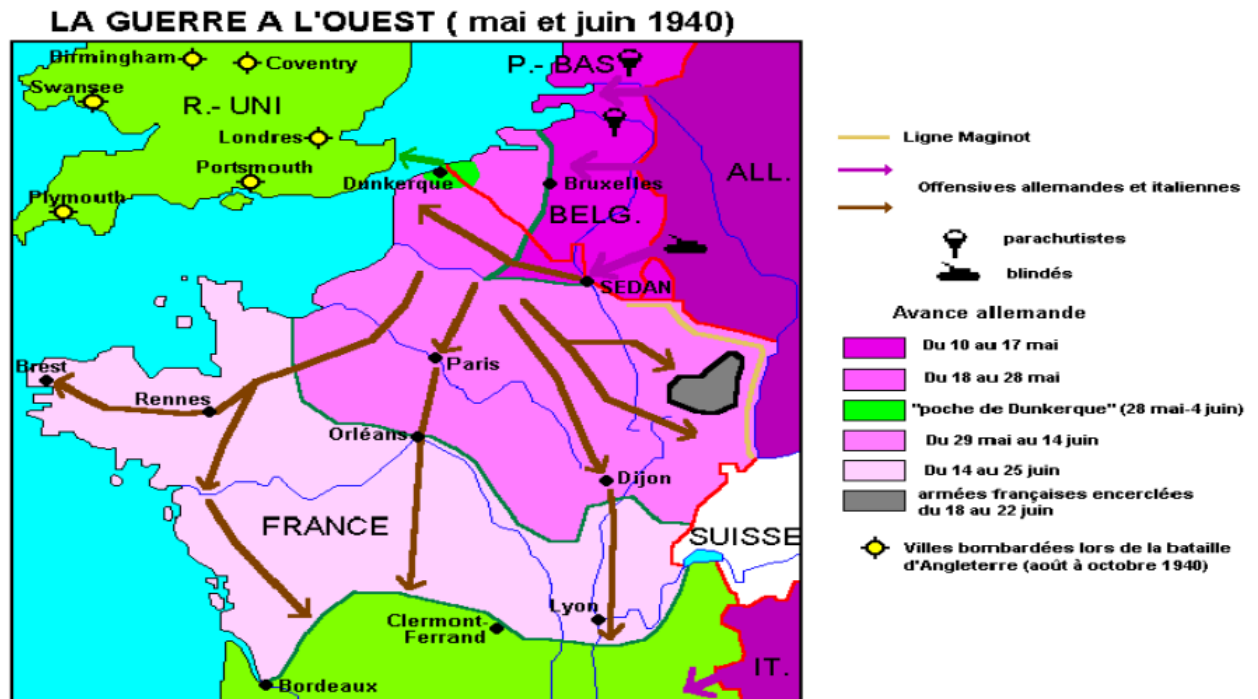 LA GUERRE A L'OUEST ( mai et juin 1940)
Birmingham
Coventry
P.- BAS
Swansee
R.- UNI
Londres
ALL.
Portsmouth
Dunkerque
Bruxelles
Plymouth
BELG.
SEDAN
Brest
Paris
Rennes
Orléans
Dijon
FRANCE
SUISSE
Lyon
Clermont-
Ferrand
IT.
Bordeaux
Ligne Maginot
Offensives allemandes et italiennes
parachutistes
blindés
Avance allemande
Du 10 au 17 mai
Du 18 au 28 mai
"poche de Dunkerque" (28 mai-4 juin)
Du 29 mai au 14 juin
Du 14 au 25 juin
armées françaises encerclées
du 18 au 22 juin
Villes bombardées lors de la bataille
d'Angleterre (août à octobre 1940)